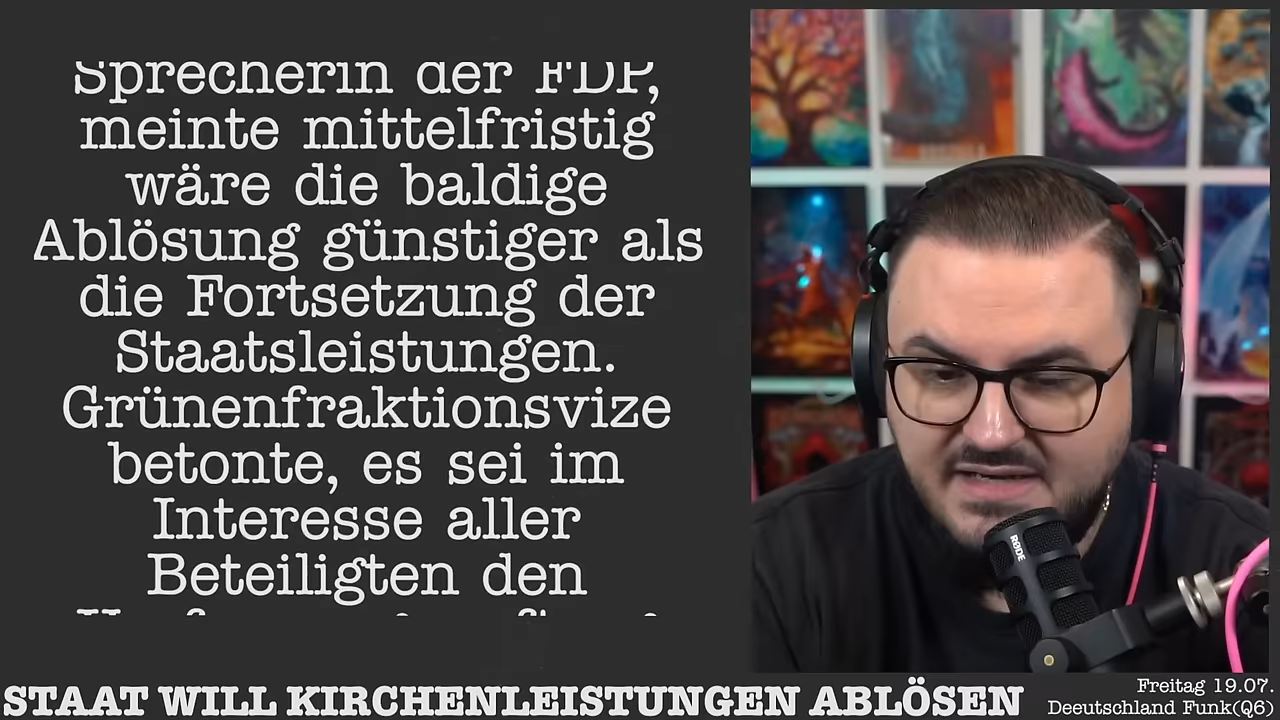 Sprecherin der FDP,
meinte mittelfristig
wäre die baldige
Ablösung günstiger als
die Fortsetzung der
Staatsleistungen.
Grünenfraktionsvize
betonte, es sei im
Interesse aller
Beteiligten den
RØDE
STAAT WILL KIRCHENLEISTUNGEN ABLÖSEN
Freitag 19.07.
Deeutschland Funk(Q6)